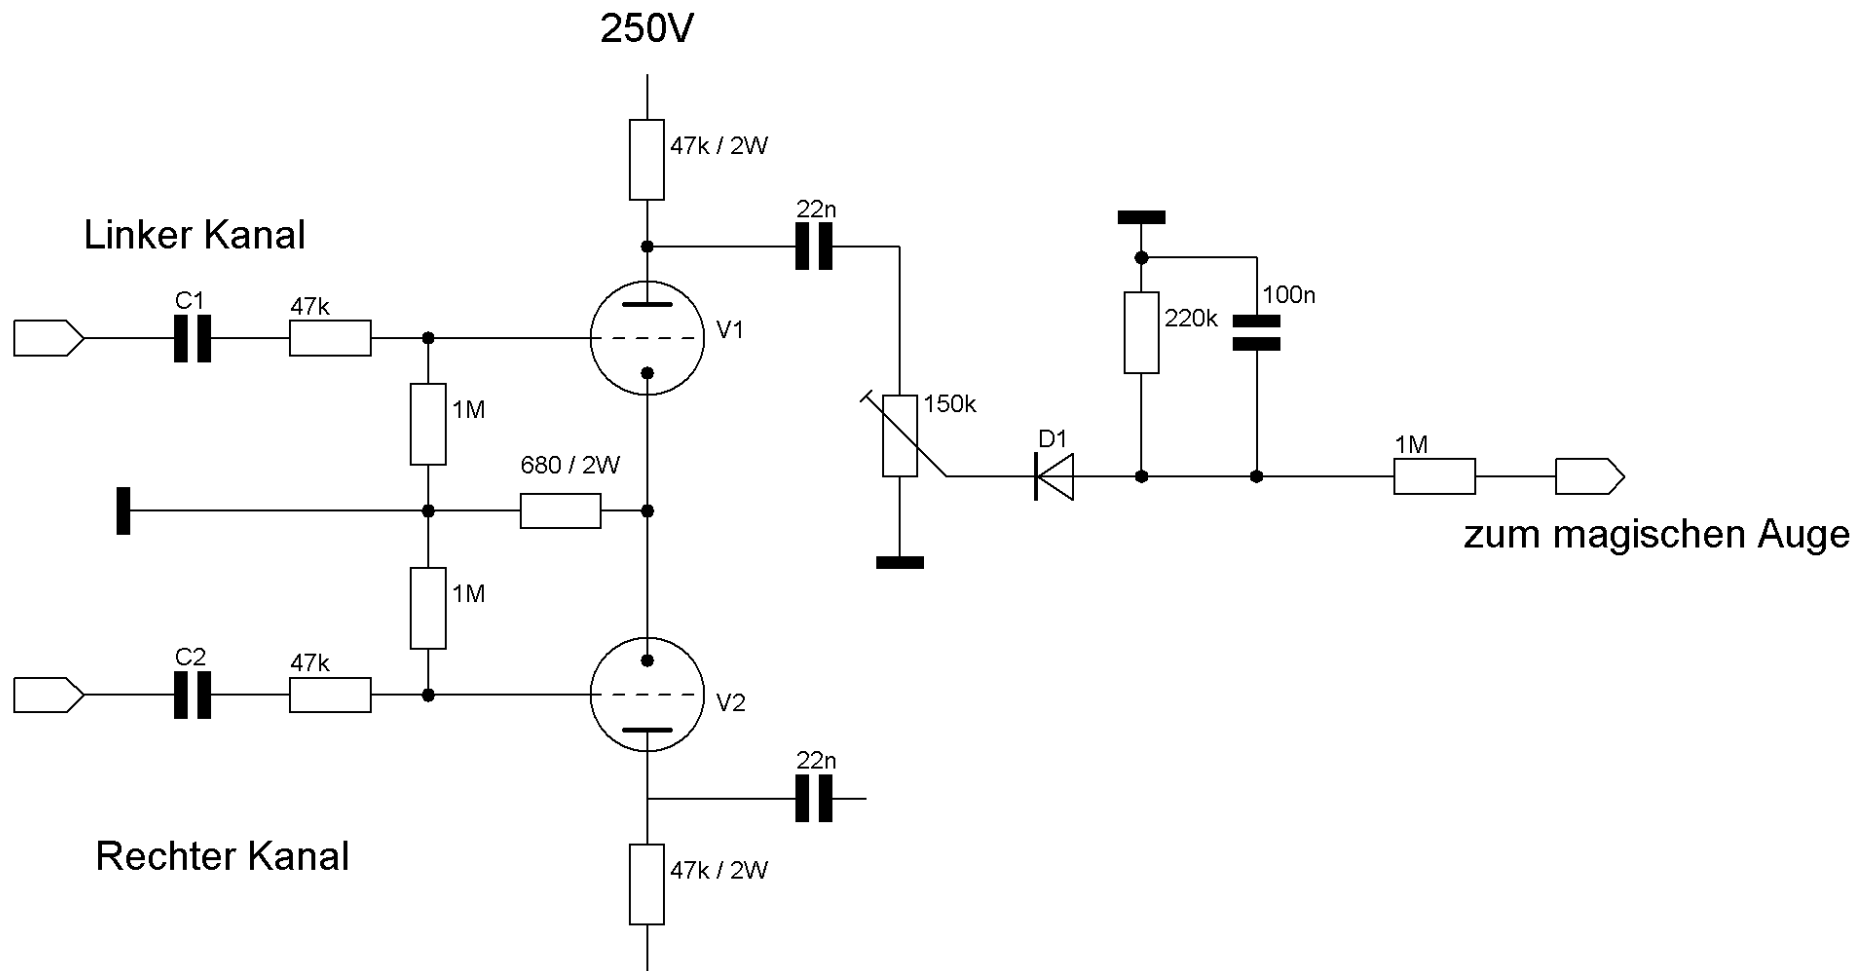 250V
47k / 2W
Linker Kanal
22n
C1
47k
100n
220k
V1
1M
150k
D1
1M
680 / 2W
zum magischen Auge
1M
C2
47k
V2
22n
Rechter Kanal
47k / 2W